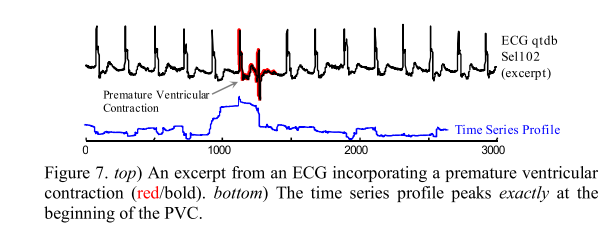 ECG qtdb
Sel102
(excerpt)
Premature Ventricular
Contraction
Time Series Profile
0 1000 2000 3000
Figure 7. top) An excerpt from an ECG incorporating a premature ventricular
contraction (red/bold). bottom) The time series profile peaks exactly at the
beginning of the PVC.